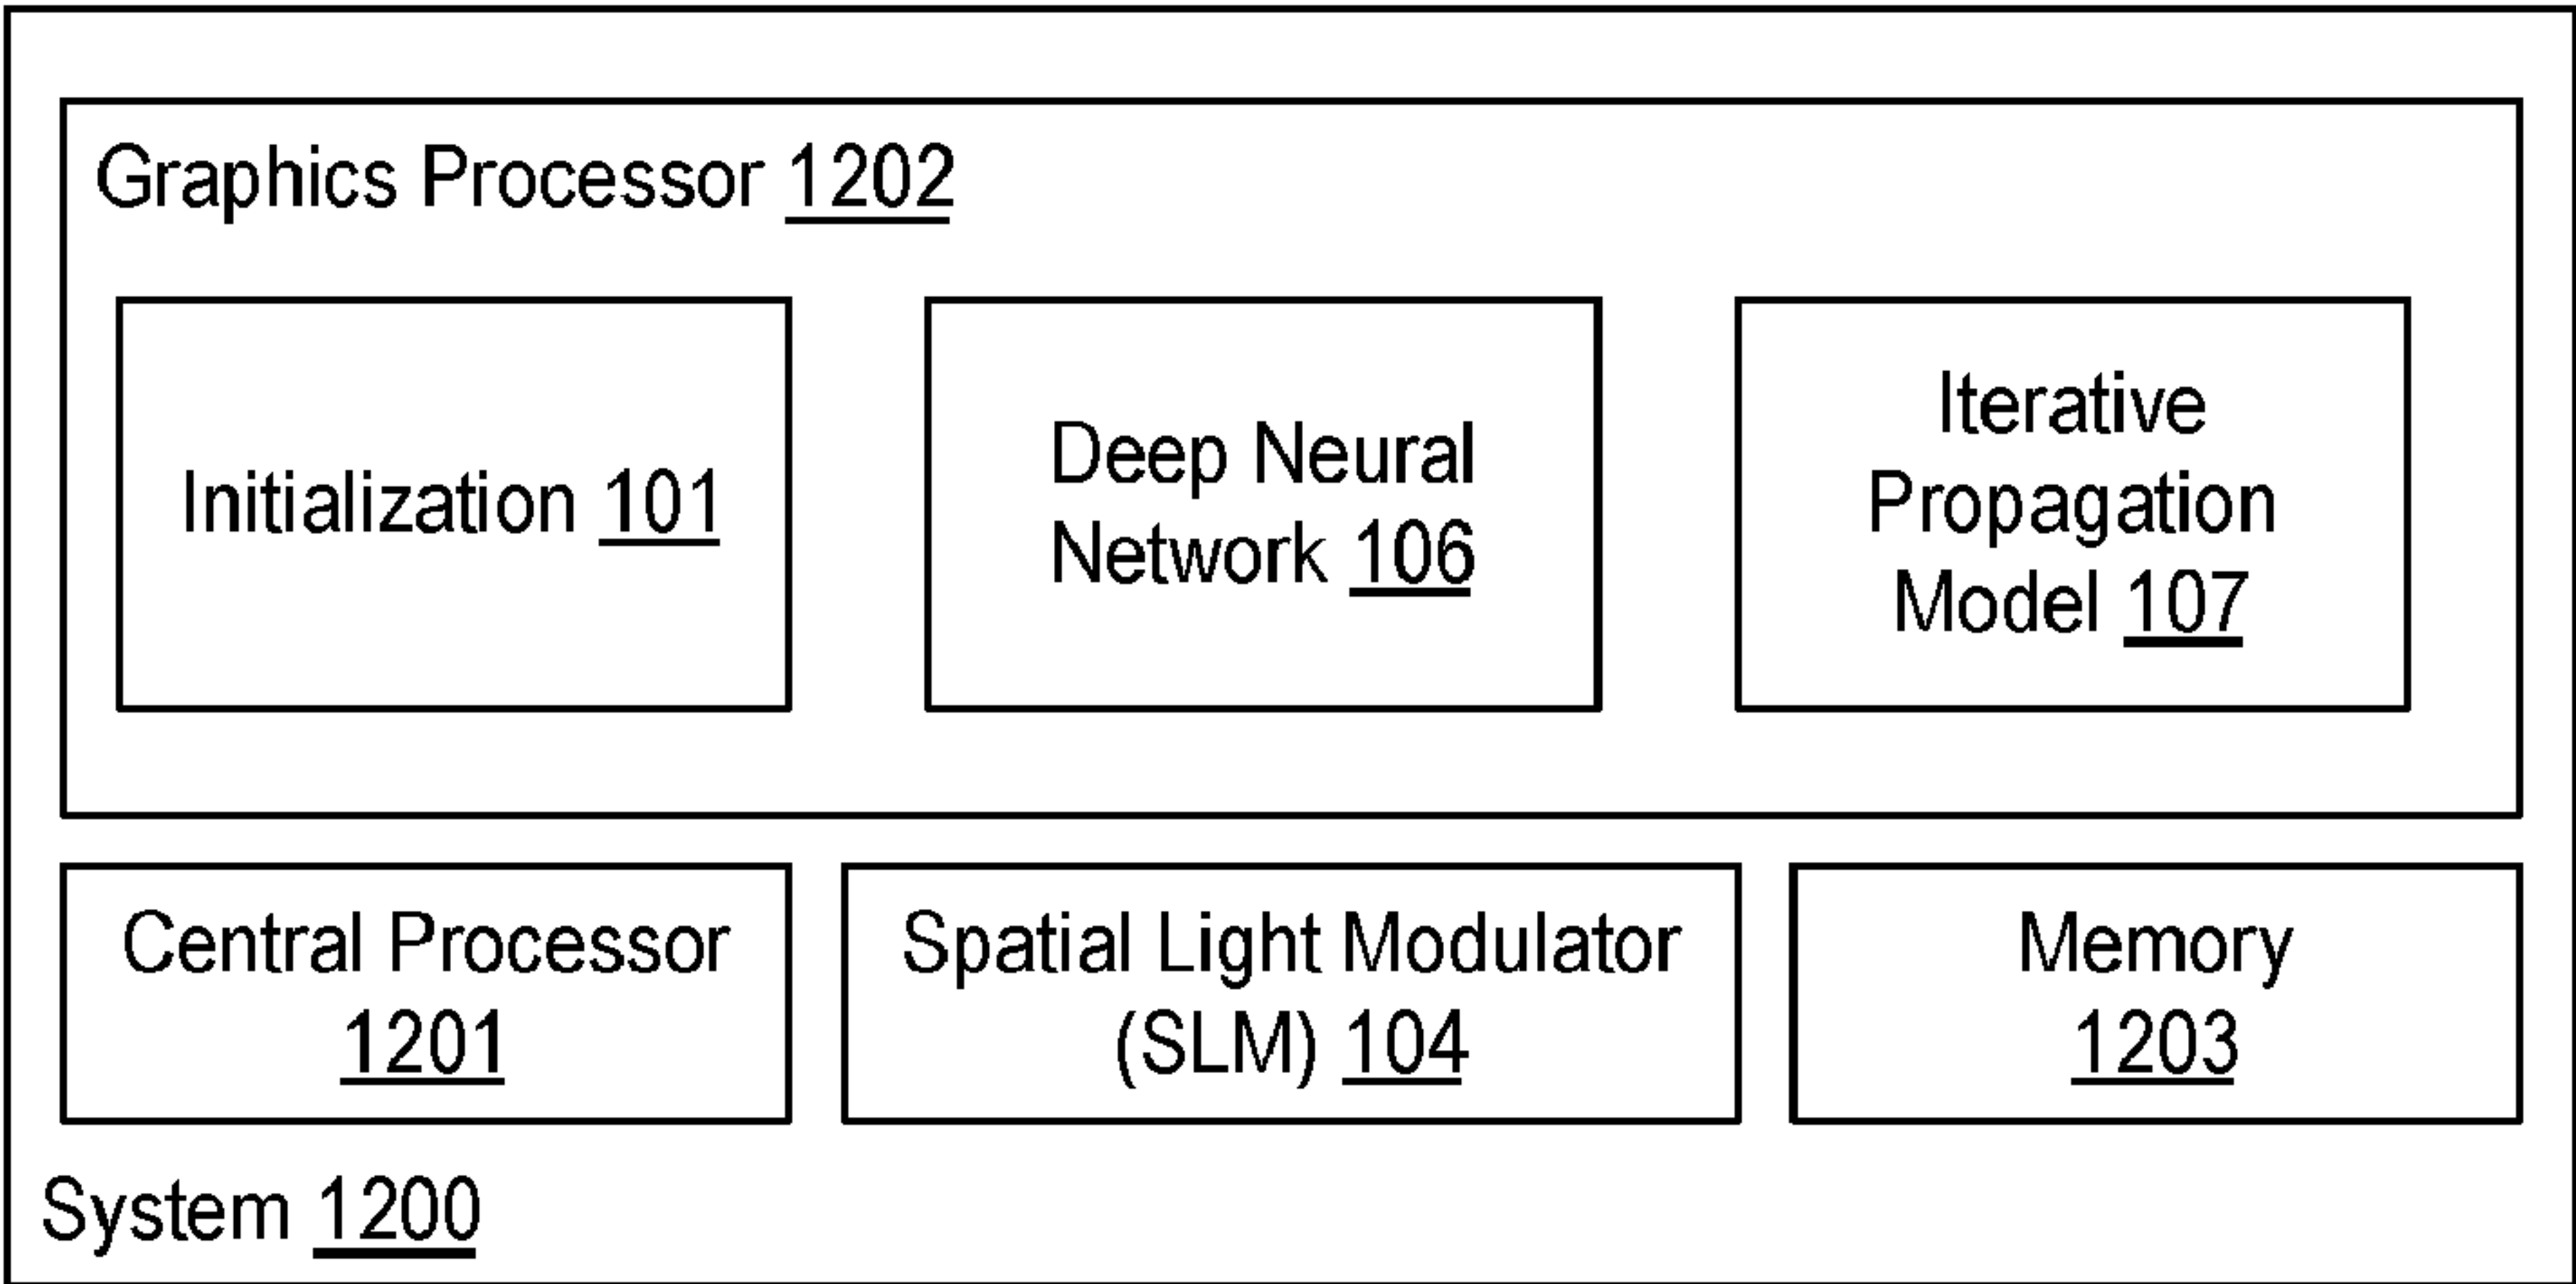 Graphics Processor 1202
Initialization 101
Deep Neural
Network 106
Iterative
Propagation
Model 107
Central Processor
1201
Spatial Light Modulator
(SLM) 104
Memory
1203
System 1200